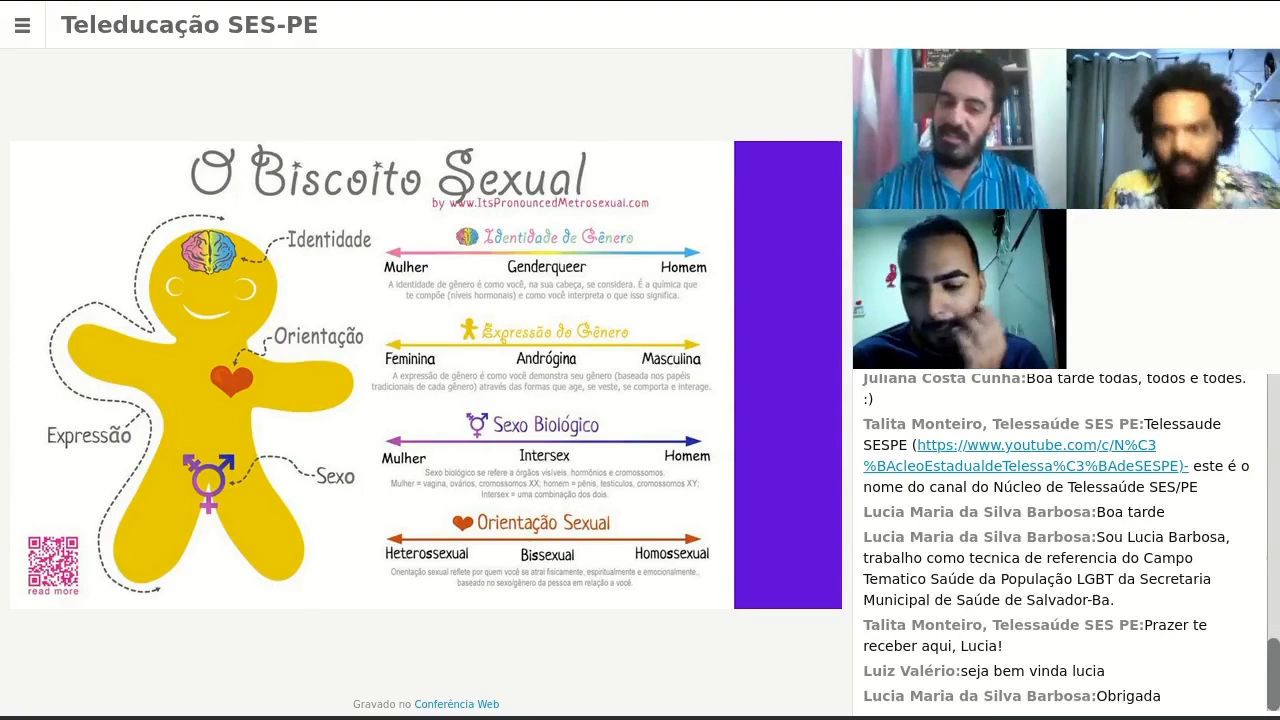 Teleducação SES-PE
O Biscoito Sexual
by www.ItsPronouncedMetrosexual.com
Identidade
Orientação
Expressão
Sexo
read more
Identidade de Gênero
Mulher Genderqueer Homem
A identidade de gênero é como você, na sua cabeça, se considera. É a química que
te compõe (níveis hormonais) e como você interpreta o que isso significa.
Expressão do Gênero
Feminina Andrógina Masculina
A expressão de gênero é como você demonstra seu gênero (baseada nos papéis
tradicionais de cada gênero) através das formas que age, se veste, se comporta e interage.
Sexo Biológico
Mulher Intersex Homem
Sexo biológico se refere a órgãos visíveis, hormônios e cromossomos.
Mulher = vagina, ovários, cromossomos XX; homem = pênis, testículos, cromossomos XY;
Intersex = uma combinação dos dois.
Orientação Sexual
Heterossexual Bissexual Homossexual
Orientação sexual reflete por quem você se atrai fisicamente, espiritualmente e emocionalmente,
baseado no sexo/gênero da pessoa em relação a você.
Gravado no Conferência Web
Juliana Costa Cunha:Boa tarde todas, todos e todes.
:)
Talita Monteiro, Telessaúde SES PE:Telessaude
SESPE (https://www.youtube.com/c/N%C3
%BAcleoEstadualdeTelessa%C3%BAdeSESPE)- este é o
nome do canal do Núcleo de Telessaúde SES/PE
Lucia Maria da Silva Barbosa:Boa tarde
Lucia Maria da Silva Barbosa:Sou Lucia Barbosa,
trabalho como tecnica de referencia do Campo
Tematico Saúde da População LGBT da Secretaria
Municipal de Saúde de Salvador-Ba.
Talita Monteiro, Telessaúde SES PE:Prazer te
receber aqui, Lucia!
Luiz Valério:seja bem vinda lucia
Lucia Maria da Silva Barbosa:Obrigada